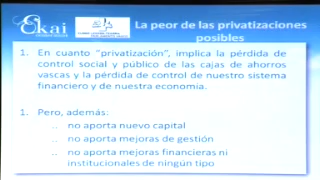 Ekai
La peor de las privatizaciones
posibles
1. En cuanto “privatización”, implica la pérdida de
control social y público de las cajas de ahorros
vascas y la pérdida de control de nuestro sistema
financiero y de nuestra economía.
1. Pero, además:
.. no aporta nuevo capital
.. no aporta mejoras de gestión
.. no aporta mejoras financieras ni
institucionales de ningún tipo